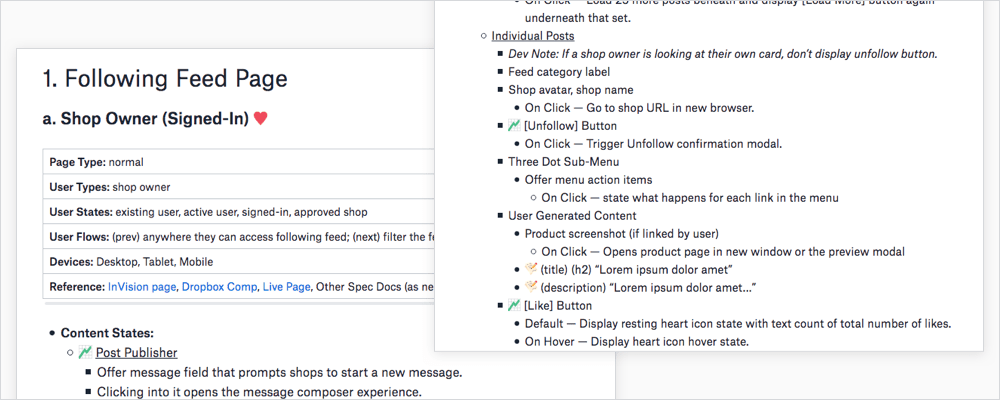 1. Following Feed Page
a. Shop Owner (Signed-In)
Page Type: normal
User Types: shop owner
User States: existing user, active user, signed-in, approved shop
User Flows: (prev) anywhere they can access following feed; (next) filter the
Devices: Desktop, Tablet, Mobile
Reference: InVision page, Dropbox Comp, Live Page, Other Spec Docs (as
Content States:
Post Publisher
Offer message field that prompts shops to start a new message.
Clicking into it opens the message composer experience.
On Click — Load 25 more posts beneath and display [Load More] button again
underneath that set.
Individual Posts
Dev Note: If a shop owner is looking at their own card, don't display unfollow button.
Feed category label
Shop avatar, shop name
On Click — Go to shop URL in new browser.
[Unfollow] Button
On Click — Trigger Unfollow confirmation modal.
Three Dot Sub-Menu
Offer menu action items
On Click — state what happens for each link in the menu
User Generated Content
Product screenshot (if linked by user)
On Click — Opens product page in new window or the preview modal
(title) (h2) “Lorem ipsum dolor amet”
(description) “Lorem ipsum dolor amet...”
[Like] Button
Default — Display resting heart icon state with text count of total number of likes.
On Hover — Display heart icon hover state.